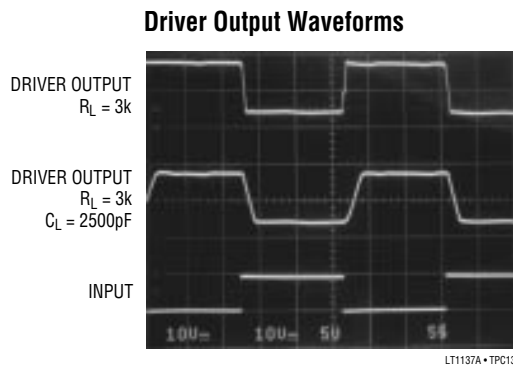 Driver Output Waveforms
DRIVER OUTPUT
RL = 3k
DRIVER OUTPUT
RL = 3k
CL = 2500pF
INPUT
10V 10V 5V
LT1137A • TPC13